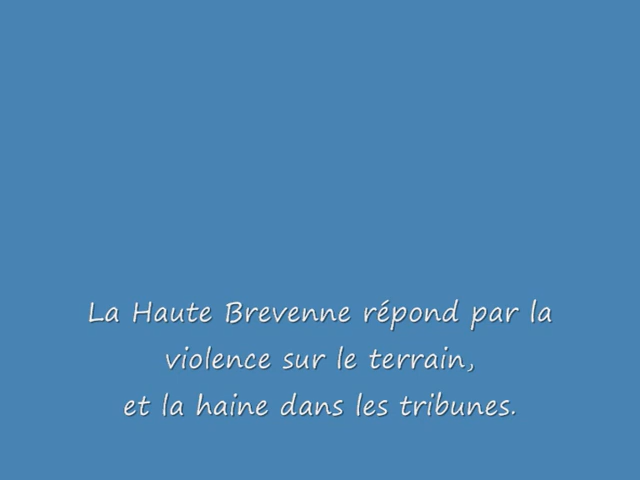 La Haute Brevenne répond par la
violence sur le terrain,
et la haine dans les tribunes.